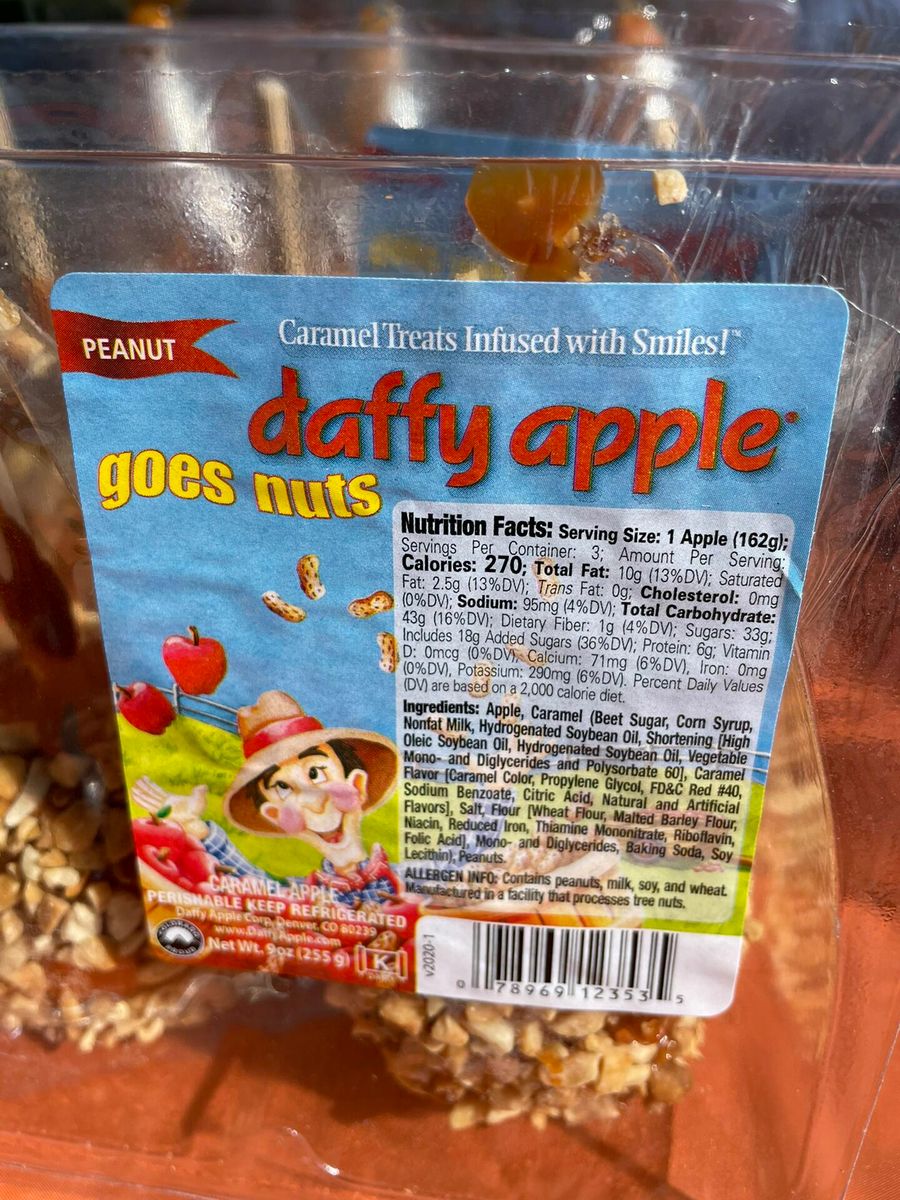 PEANUT
Caramel Treats Infused with Smiles!™
daffy apple®
goes nuts
Nutrition Facts: Serving Size: 1 Apple (162g);
Servings Per Container: 3; Amount Per Serving:
Calories: 270; Total Fat: 10g (13%DV); Saturated
Fat: 2.5g (13%DV); Trans Fat: 0g; Cholesterol: 0mg
(0%DV); Sodium: 95mg (4%DV); Total Carbohydrate:
43g (16%DV); Dietary Fiber: 1g (4%DV); Sugars: 33g;
Includes 18g Added Sugars (36%DV); Protein: 6g; Vitamin
D: 0mcg (0%DV), Calcium: 71mg (6%DV), Iron: 0mg
(0%DV), Potassium: 290mg (6%DV). Percent Daily Values
(DV) are based on a 2,000 calorie diet.
Ingredients: Apple, Caramel (Beet Sugar, Corn Syrup,
Nonfat Milk, Hydrogenated Soybean Oil, Shortening [High
Oleic Soybean Oil, Hydrogenated Soybean Oil, Vegetable
Mono- and Diglycerides and Polysorbate 60], Caramel
Flavor [Caramel Color, Propylene Glycol, FD&C Red #40,
Sodium Benzoate, Citric Acid, Natural and Artificial
Flavors], Salt, Flour [Wheat Flour, Malted Barley Flour,
Niacin, Reduced Iron, Thiamine Mononitrate, Riboflavin,
Folic Acid], Mono- and Diglycerides, Baking Soda, Soy
Lecithin), Peanuts.
ALLERGEN INFO: Contains peanuts, milk, soy, and wheat.
Manufactured in a facility that processes tree nuts.
CARAMEL APPLE
PERISHABLE KEEP REFRIGERATED
Daffy Apple Corp, Denver, CO 80239
www.DaffyApple.com
Net Wt. 9oz (255 g)
K
v2020-1
0 78969 12353 5